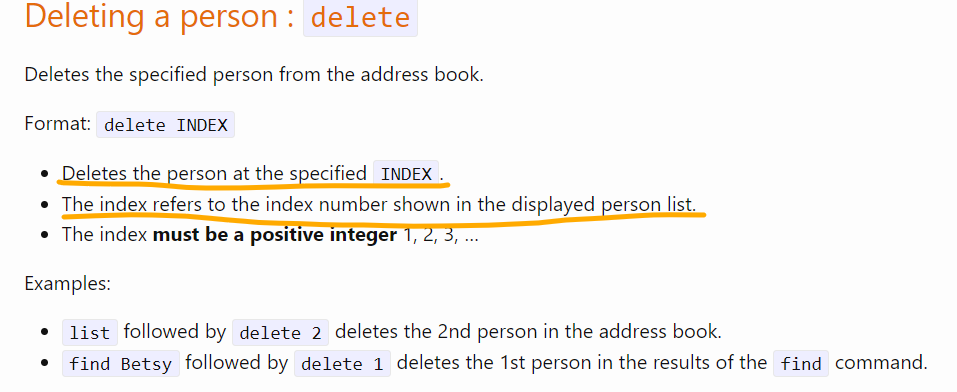 Deleting a person : delete
Deletes the specified person from the address book.
Format: delete INDEX
• Deletes the person at the specified INDEX.
• The index refers to the index number shown in the displayed person list.
• The index must be a positive integer 1, 2, 3, …
Examples:
• list followed by delete 2 deletes the 2nd person in the address book.
• find Betsy followed by delete 1 deletes the 1st person in the results of the find command.